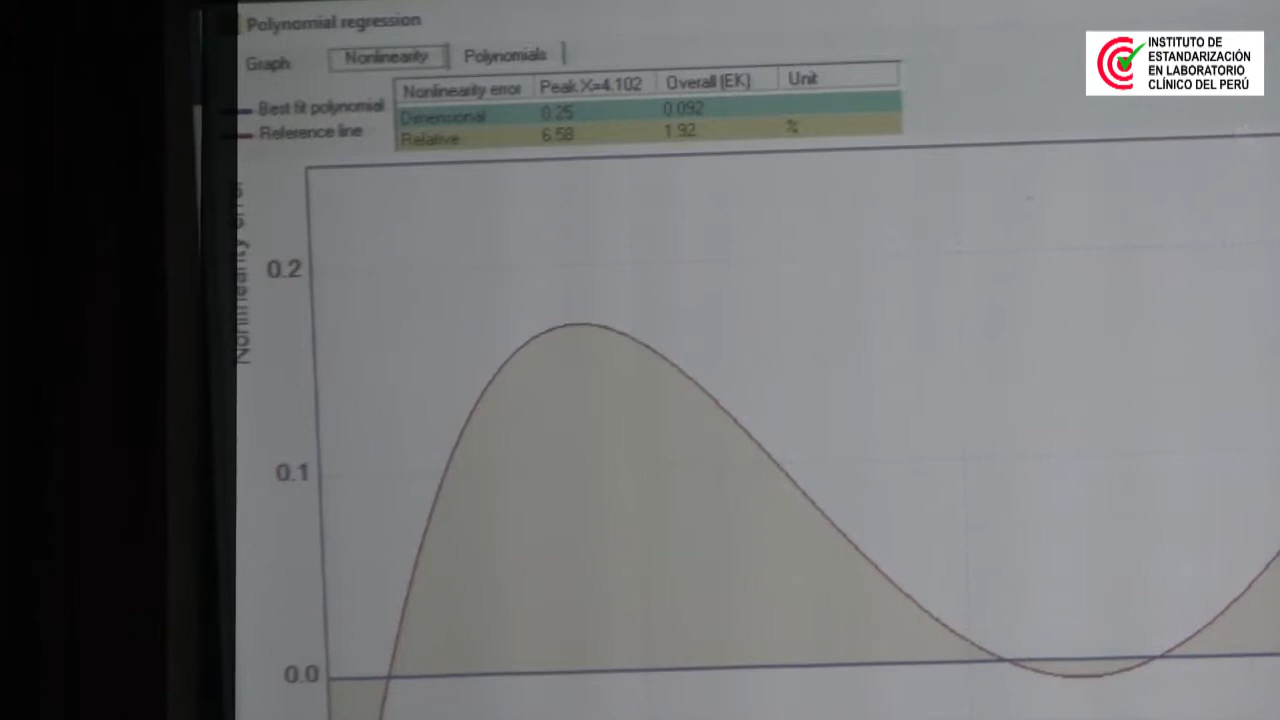 Polynomial regression
Graph Nonlinearity Polynomials
INSTITUTO DE
ESTANDARIZACIÓN
EN LABORATORIO
CLÍNICO DEL PERÚ
Nonlinearity error Peak X=4.102 Overall (EK) Unit
Best fit polynomial
Dimensional 0.25 0.092
Reference line
Relative 6.58 1.92 %
Nonlinearity error
0.2
0.1
0.0